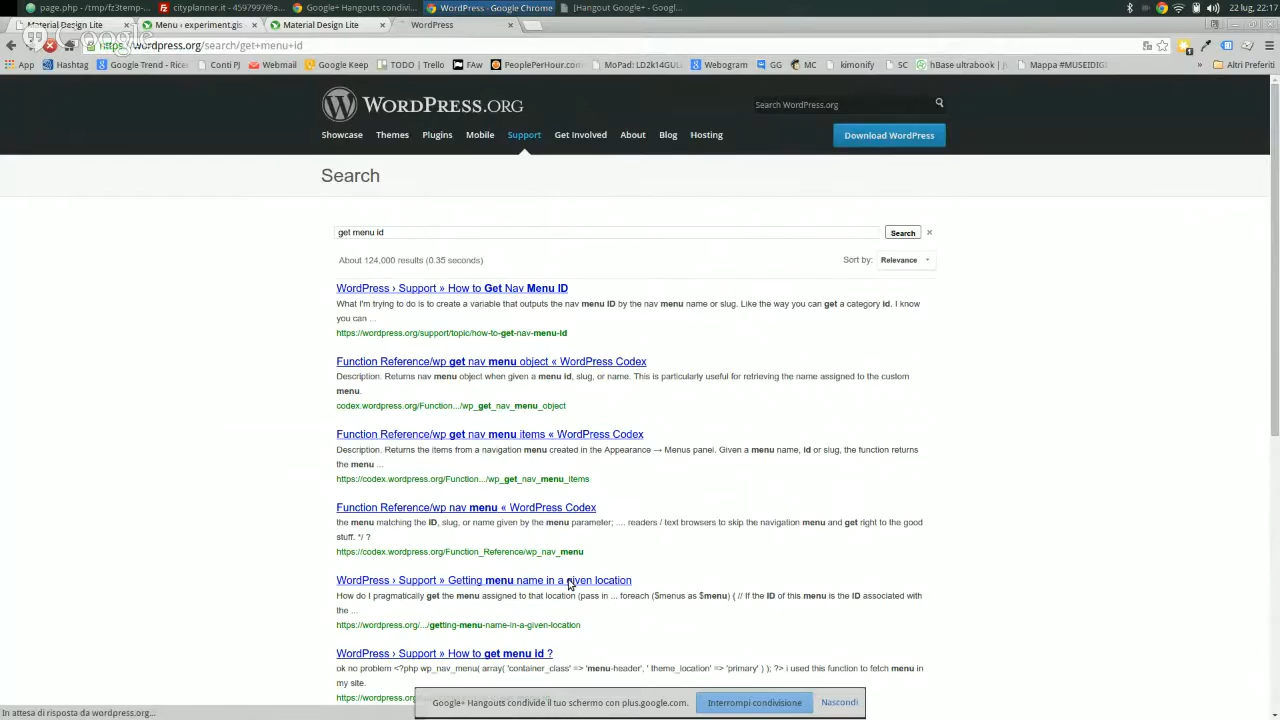 page.php - /tmp/fz3temp-... cityplaner.it - 4597997@a... Google+ Hangouts - Google Chrome WordPress - Google Chrome [Hangout Google+ - Goog... 22 lug, 22:17
Material Design Lite Menu ‹ experiment.gis Material Design Lite WordPress
Google
https://wordpress.org/search/get+menu+id
App Hashtag Google Trend - Rice Conti PJ Webmail Google Keep TODO | Trello FAw PeoplePerHour.com MoPad: LD2k14GUL Webogram GG MC kimonify SC hBase ultrabook | Mappa #MUSEIDIGI » Altri Preferiti
WORDPRESS.ORG
Search WordPress.org
Showcase Themes Plugins Mobile Support Get Involved About Blog Hosting
Download WordPress
Search
get menu id
Search ×
About 124,000 results (0.35 seconds)
Sort by: Relevance
WordPress › Support » How to Get Nav Menu ID
What I'm trying to do is to create a variable that outputs the nav menu ID by the nav menu name or slug. Like the way you can get a category id. I know
you can ...
https://wordpress.org/support/topic/how-to-get-nav-menu-id
Function Reference/wp get nav menu object « WordPress Codex
Description. Returns nav menu object when given a menu id, slug, or name. This is particularly useful for retrieving the name assigned to the custom
menu.
codex.wordpress.org/Function.../wp_get_nav_menu_object
Function Reference/wp get nav menu items « WordPress Codex
Description. Returns the items from a navigation menu created in the Appearance → Menus panel. Given a menu name, id or slug, the function returns
the menu ...
https://codex.wordpress.org/Function.../wp_get_nav_menu_items
Function Reference/wp nav menu « WordPress Codex
the menu matching the ID, slug, or name given by the menu parameter; .... readers / text browsers to skip the navigation menu and get right to the good
stuff. */ ?
https://codex.wordpress.org/Function_Reference/wp_nav_menu
WordPress › Support » Getting menu name in a given location
How do I pragmatically get the menu assigned to that location (pass in ... foreach ($menus as $menu) { // If the ID of this menu is the ID associated with
the ...
https://wordpress.org/.../getting-menu-name-in-a-given-location
WordPress › Support » How to get menu id ?
ok no problem <?php wp_nav_menu( array( 'container_class' => 'menu-header', ' theme_location' => 'primary' ) ); ?> i used this function to fetch menu in
my site.
https://wordpress.org
Google+ Hangouts condivide il tuo schermo con plus.google.com. Interrompi condivisione Nascondi
In attesa di risposta da wordpress.org...